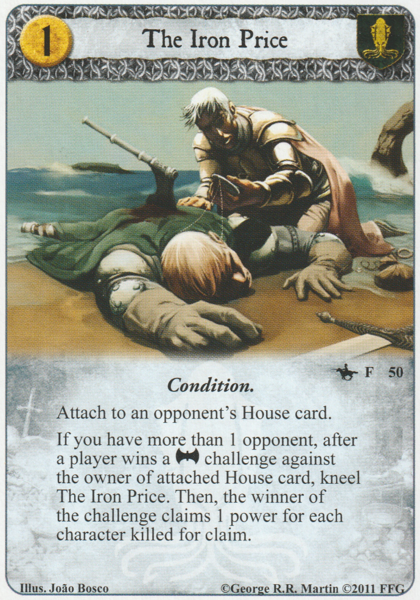 1
The Iron Price
F 50
Condition.
Attach to an opponent's House card.
If you have more than 1 opponent, after
a player wins a challenge against
the owner of attached House card, kneel
The Iron Price. Then, the winner of
the challenge claims 1 power for each
character killed for claim.
Illus. João Bosco ©George R.R. Martin ©2011 FFG